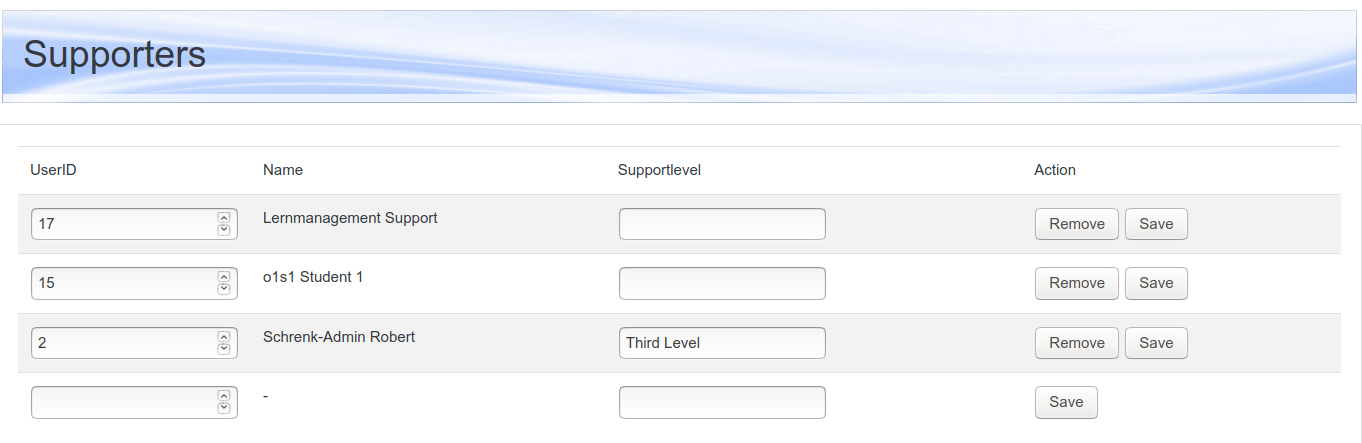 Supporters
UserID Name Supportlevel Action
17 Lernmanagement Support Remove Save
15 o1s1 Student 1 Remove Save
2 Schrenk-Admin Robert Third Level Remove Save
- Save